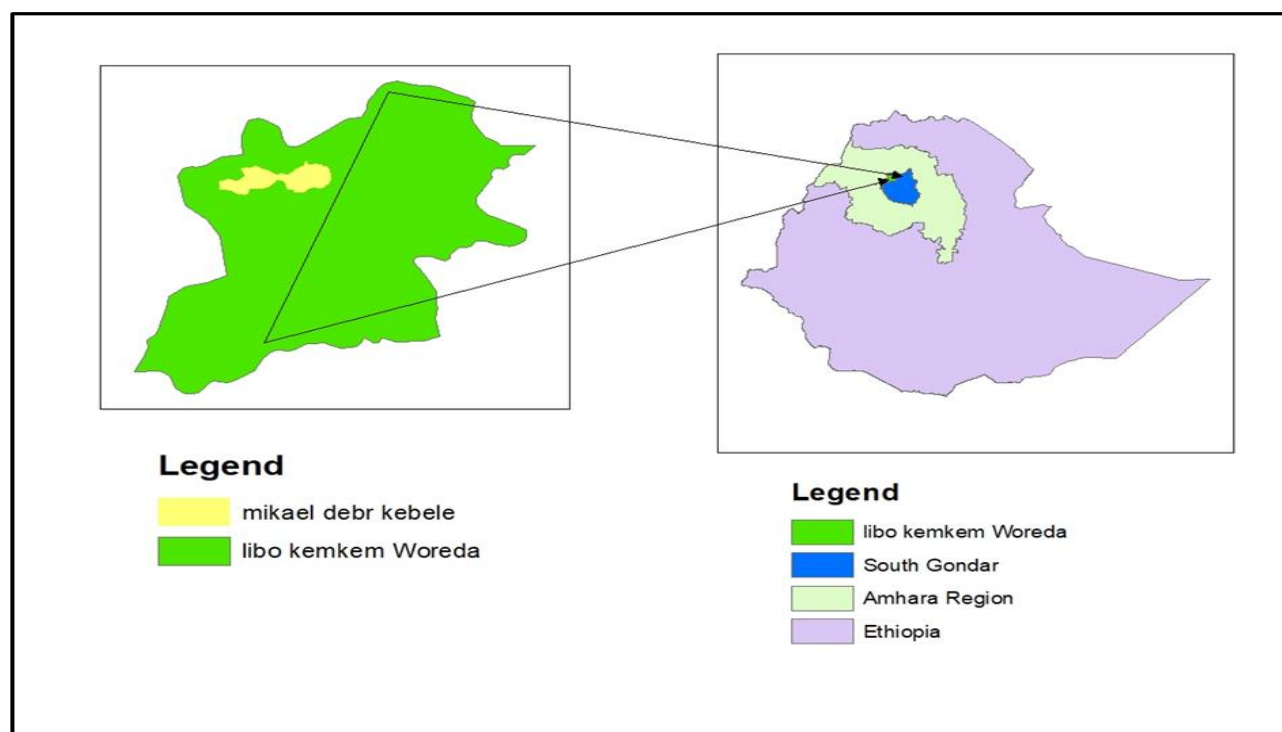 Legend
mikael debr kebele
libo kemkem Woreda
Legend
libo kemkem Woreda
South Gondar
Amhara Region
Ethiopia